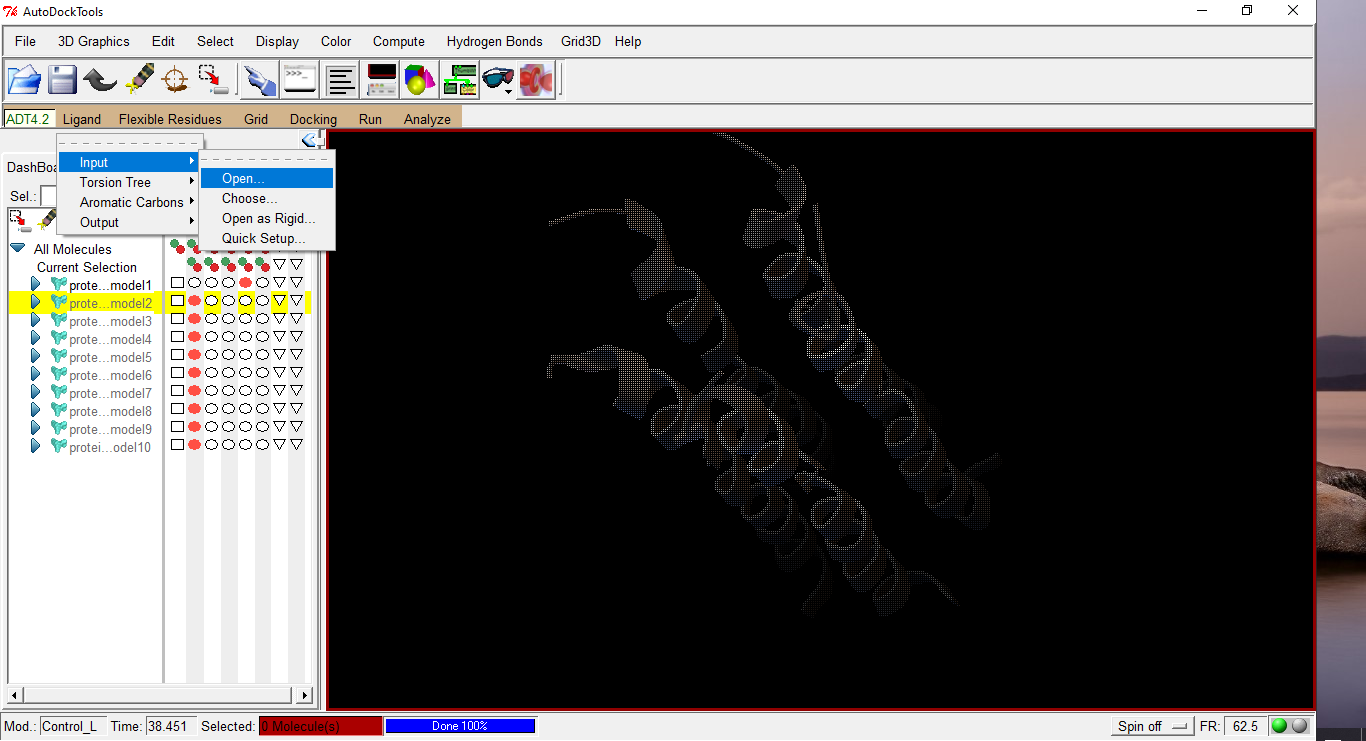 AutoDockTools
File 3D Graphics Edit Select Display Color Compute Hydrogen Bonds Grid3D Help
>>>_
ADT4.2 Ligand Flexible Residues Grid Docking Run Analyze
Input
Torsion Tree
Aromatic Carbons
Output
Open...
Choose...
Open as Rigid...
Quick Setup...
DashBoa
Sel.:
All Molecules
Current Selection
prote...model1
prote...model2
prote...model3
prote...model4
prote...model5
prote...model6
prote...model7
prote...model8
prote...model9
protei...odel10
Mod.: Control_L Time: 38.451 Selected: 0 Molecule(s) Done 100% Spin off FR: 62.5